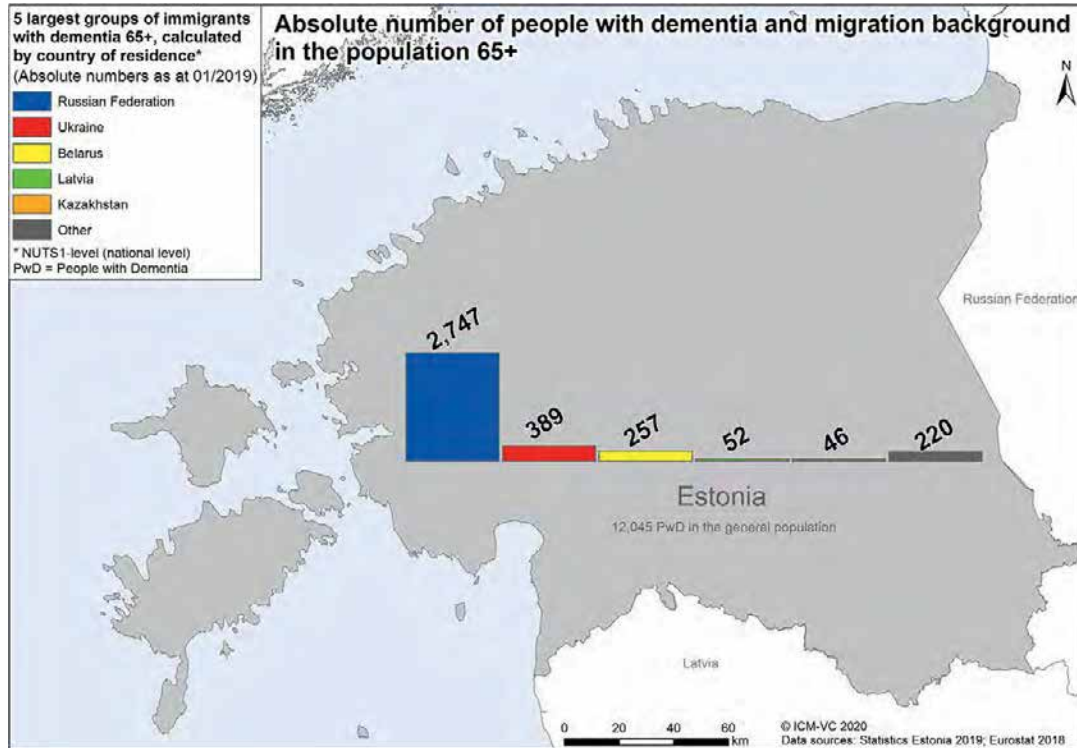 5 largest groups of immigrants
with dementia 65+, calculated
by country of residence*
(Absolute numbers as at 01/2019)
Russian Federation
Ukraine
Belarus
Latvia
Kazakhstan
Other
* NUTS1-level (national level)
PwD = People with Dementia
Absolute number of people with dementia and migration background
in the population 65+
N
Russian Federation
2,747
389
257
52
46
220
Estonia
12,045 PwD in the general population
Latvia
0 20 40 60
km
© ICM-VC 2020
Data sources: Statistics Estonia 2019; Eurostat 2018